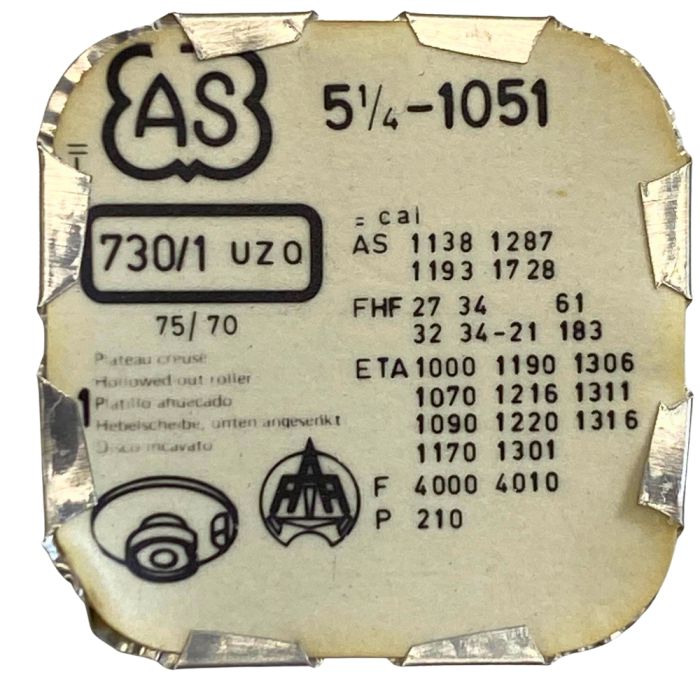 AS 5¼-1051
730/1 UZO
75/70
Plateau creusé
Hollowed out roller
1 Platillo ahuecado
Hebelscheibe, unten angesenkt
Disco incavato
= cal
AS 1138 1287
1193 1728
FHF 27 34 61
32 34-21 183
ETA 1000 1190 1306
1070 1216 1311
1090 1220 1316
1170 1301
F 4000 4010
P 210